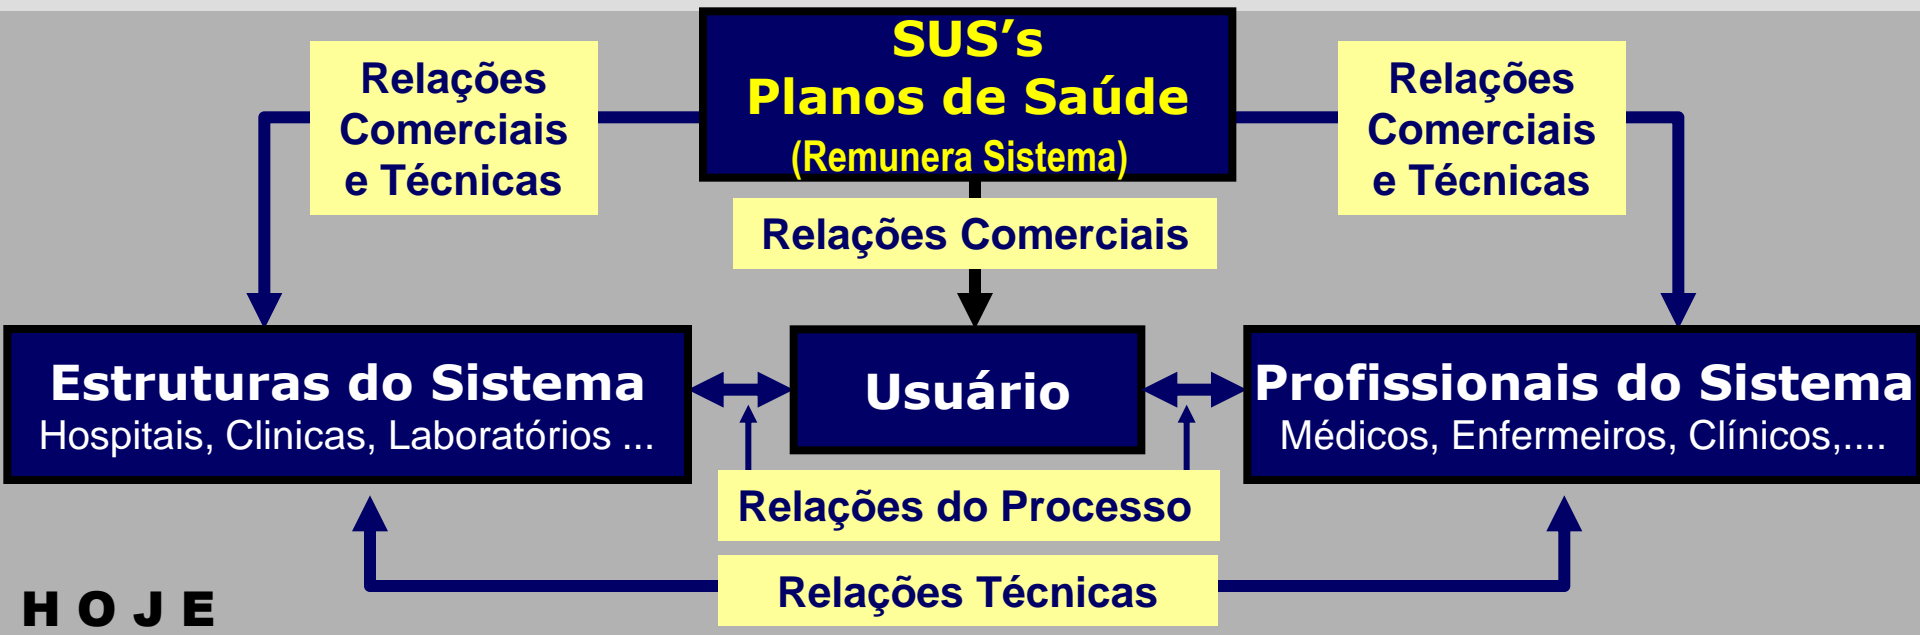 SUS’s
Planos de Saúde
(Remunera Sistema)
Relações
Comerciais
e Técnicas
Relações
Comerciais
e Técnicas
Relações Comerciais
Estruturas do Sistema
Hospitais, Clinicas, Laboratórios ...
Usuário
Profissionais do Sistema
Médicos, Enfermeiros, Clínicos,....
Relações do Processo
Relações Técnicas
H O J E